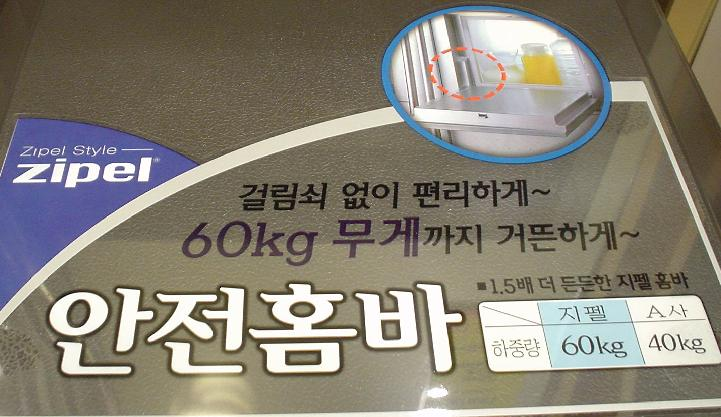 Zipel Style
Zipel
걸림쇠 없이 편리하게~
60kg 무게까지 거뜬하게~
안전홈바
■1.5배 더 든든한 지펠 홈바
지펠 A사
하중량 60kg 40kg